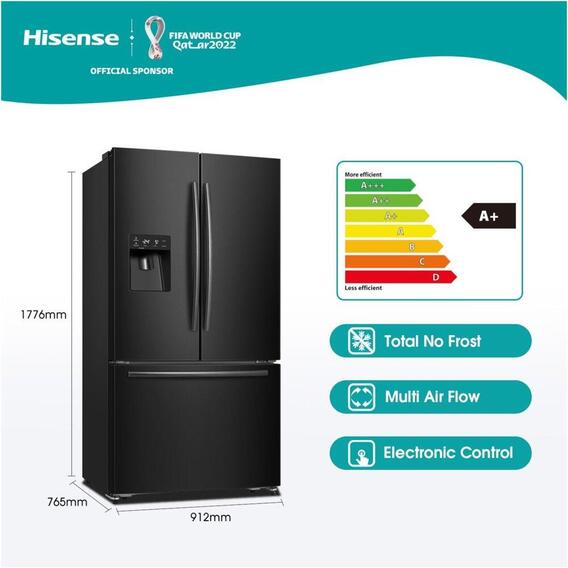 Hisense
FIFA WORLD CUP
Qatar2022
OFFICIAL SPONSOR
More efficient
A+++
A++
A+
A
B
C
D
Less efficient
A+
1776mm
765mm
912mm
Total No Frost
Multi Air Flow
Electronic Control